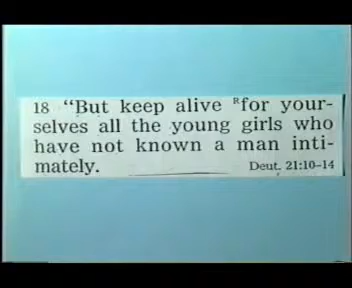 18 “But keep alive ᴿfor your-
selves all the young girls who
have not known a man inti-
mately. Deut. 21:10–14